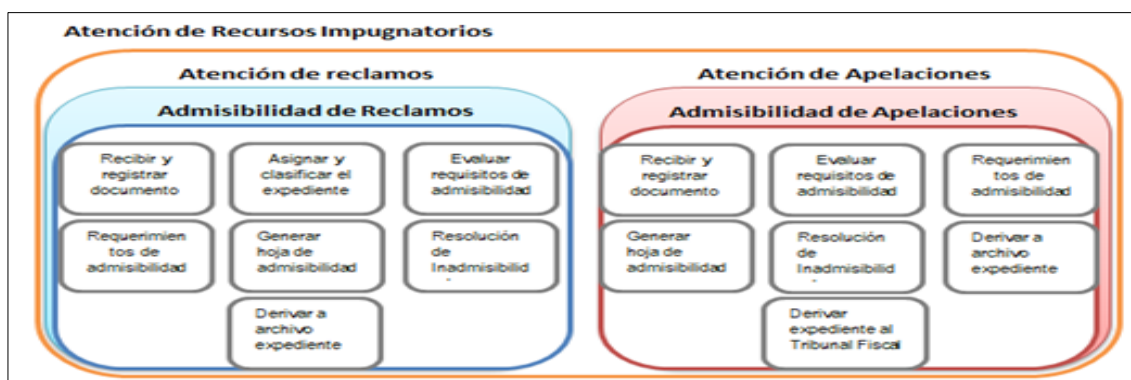 Atención de Recursos Impugnatorios
Atención de reclamos
Admisibilidad de Reclamos
Recibir y
registrar
documento
Asignar y
clasificar el
expediente
Evaluar
requisitos de
admisibilidad
Requerimien
tos de
admisibilidad
Generar
hoja de
admisibilidad
Resolución
de
Inadmisibilid
Derivar a
archivo
expediente
Atención de Apelaciones
Admisibilidad de Apelaciones
Recibir y
registrar
documento
Evaluar
requisitos de
admisibilidad
Requerimien
tos de
admisibilidad
Generar
hoja de
admisibilidad
Resolución
de
Inadmisibilid
Derivar a
archivo
expediente
Derivar
expediente al
Tribunal Fiscal